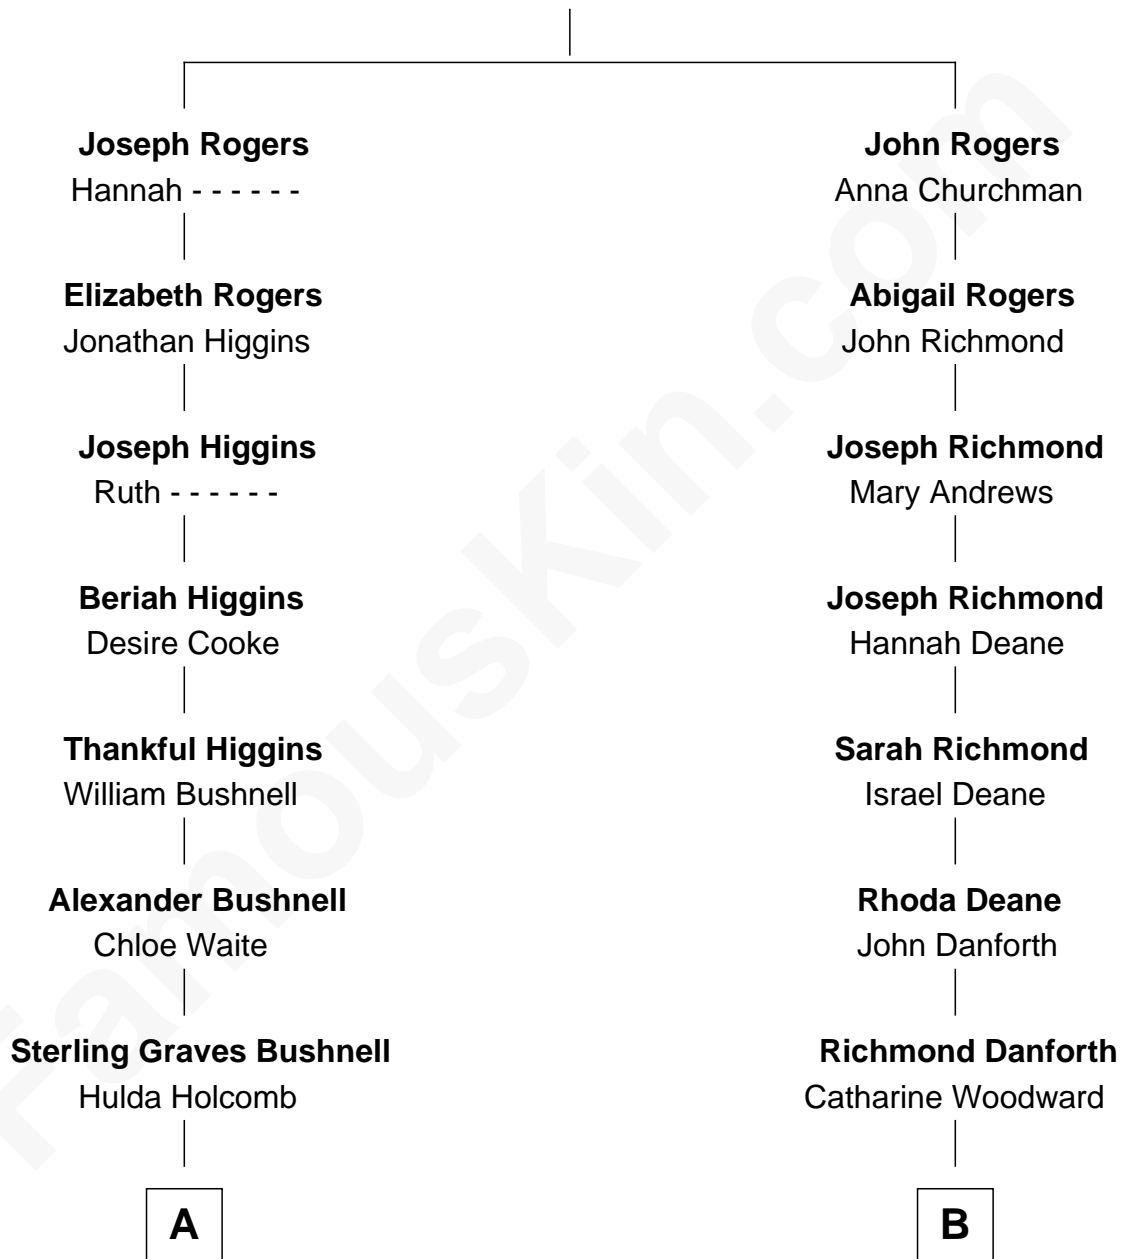 Joseph Rogers
Hannah - - - - - -
John Rogers
Anna Churchman
Elizabeth Rogers
Jonathan Higgins
Abigail Rogers
John Richmond
Joseph Higgins
Ruth - - - - - -
Joseph Richmond
Mary Andrews
Beriah Higgins
Desire Cooke
Joseph Richmond
Hannah Deane
Thankful Higgins
William Bushnell
Sarah Richmond
Israel Deane
Alexander Bushnell
Chloe Waite
Rhoda Deane
John Danforth
Sterling Graves Bushnell
Hulda Holcomb
Richmond Danforth
Catharine Woodward
A
B
FamousKin.com